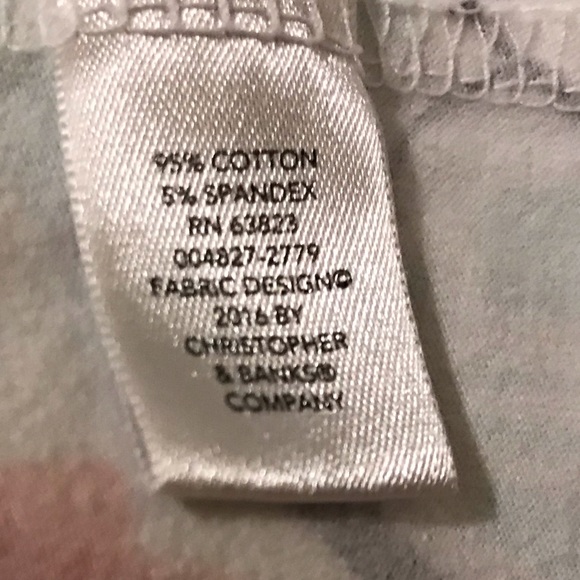 95% COTTON
5% SPANDEX
RN 63823
004827-2779
FABRIC DESIGN©
2016 BY
CHRISTOPHER
& BANKS®
COMPANY